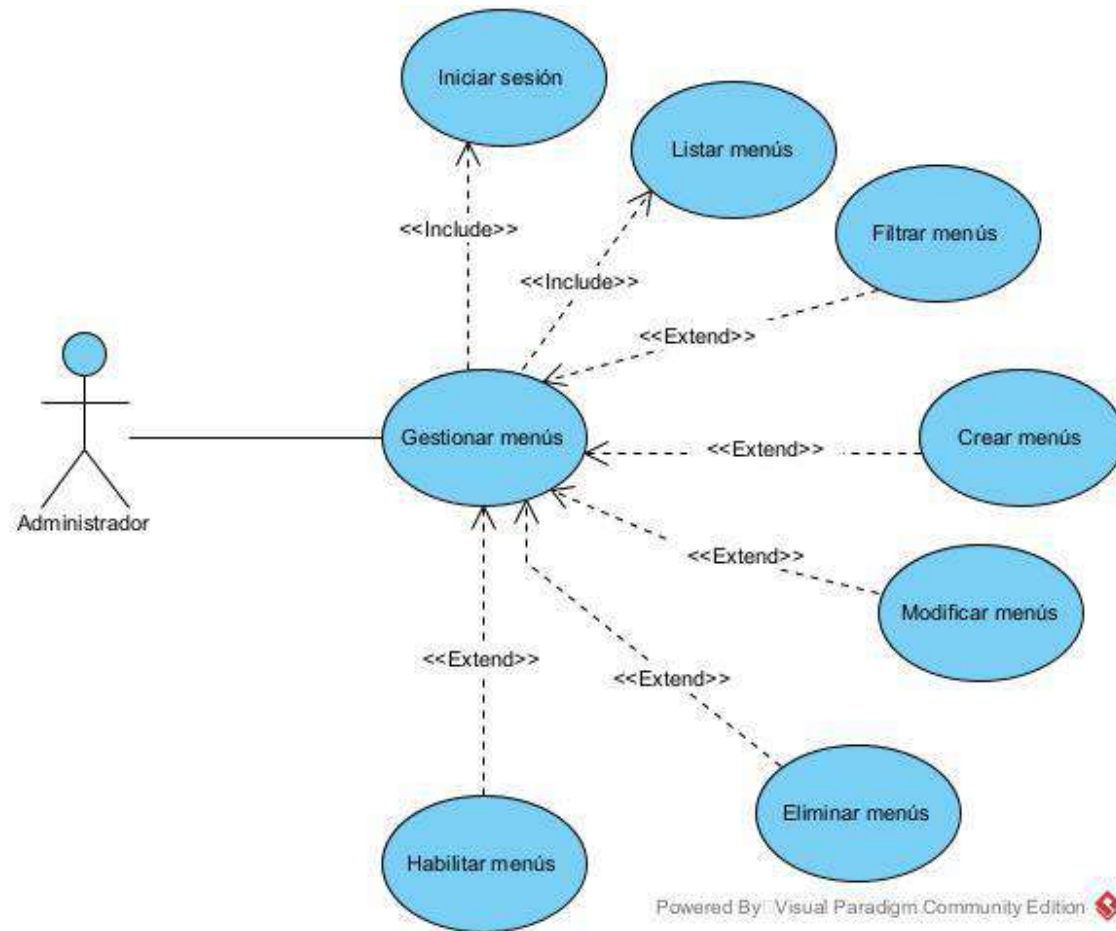 Iniciar sesión
Listar menús
Filtrar menús
<<Include>>
<<Include>>
<<Extend>>
Gestionar menús
<<Extend>>
Crear menús
Administrador
<<Extend>>
Modificar menús
<<Extend>>
<<Extend>>
Eliminar menús
Habilitar menús
Powered By Visual Paradigm Community Edition